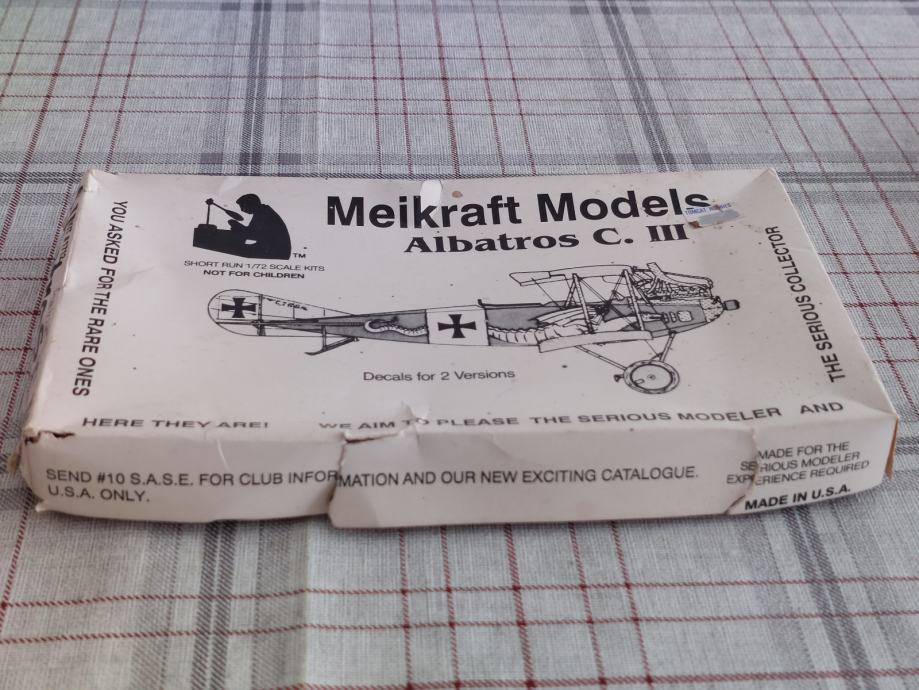 Meikraft Models
Albatros C. III
TM
SHORT RUN 1/72 SCALE KITS
NOT FOR CHILDREN
YOU ASKED FOR THE RARE ONES
Decals for 2 Versions
HERE THEY ARE! WE AIM TO PLEASE THE SERIOUS MODELER AND
THE SERIOUS COLLECTOR
SEND #10 S.A.S.E. FOR CLUB INFORMATION AND OUR NEW EXCITING CATALOGUE.
U.S.A. ONLY.
MADE FOR THE
SERIOUS MODELER
EXPERIENCE REQUIRED
MADE IN U.S.A.